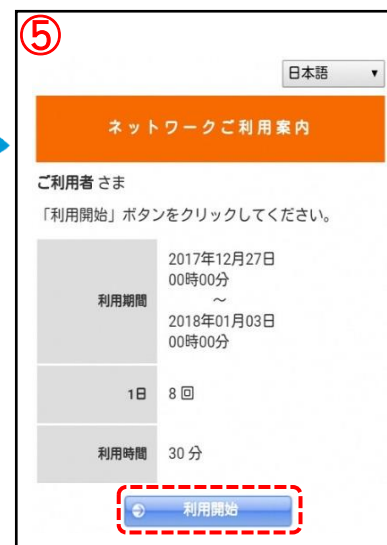 ⑤
日本語
ネットワークご利用案内
ご利用者 さま
「利用開始」ボタンをクリックしてください。
利用期間
2017年12月27日
00時00分
～
2018年01月03日
00時00分
1日 8 回
利用時間 30 分
利用開始